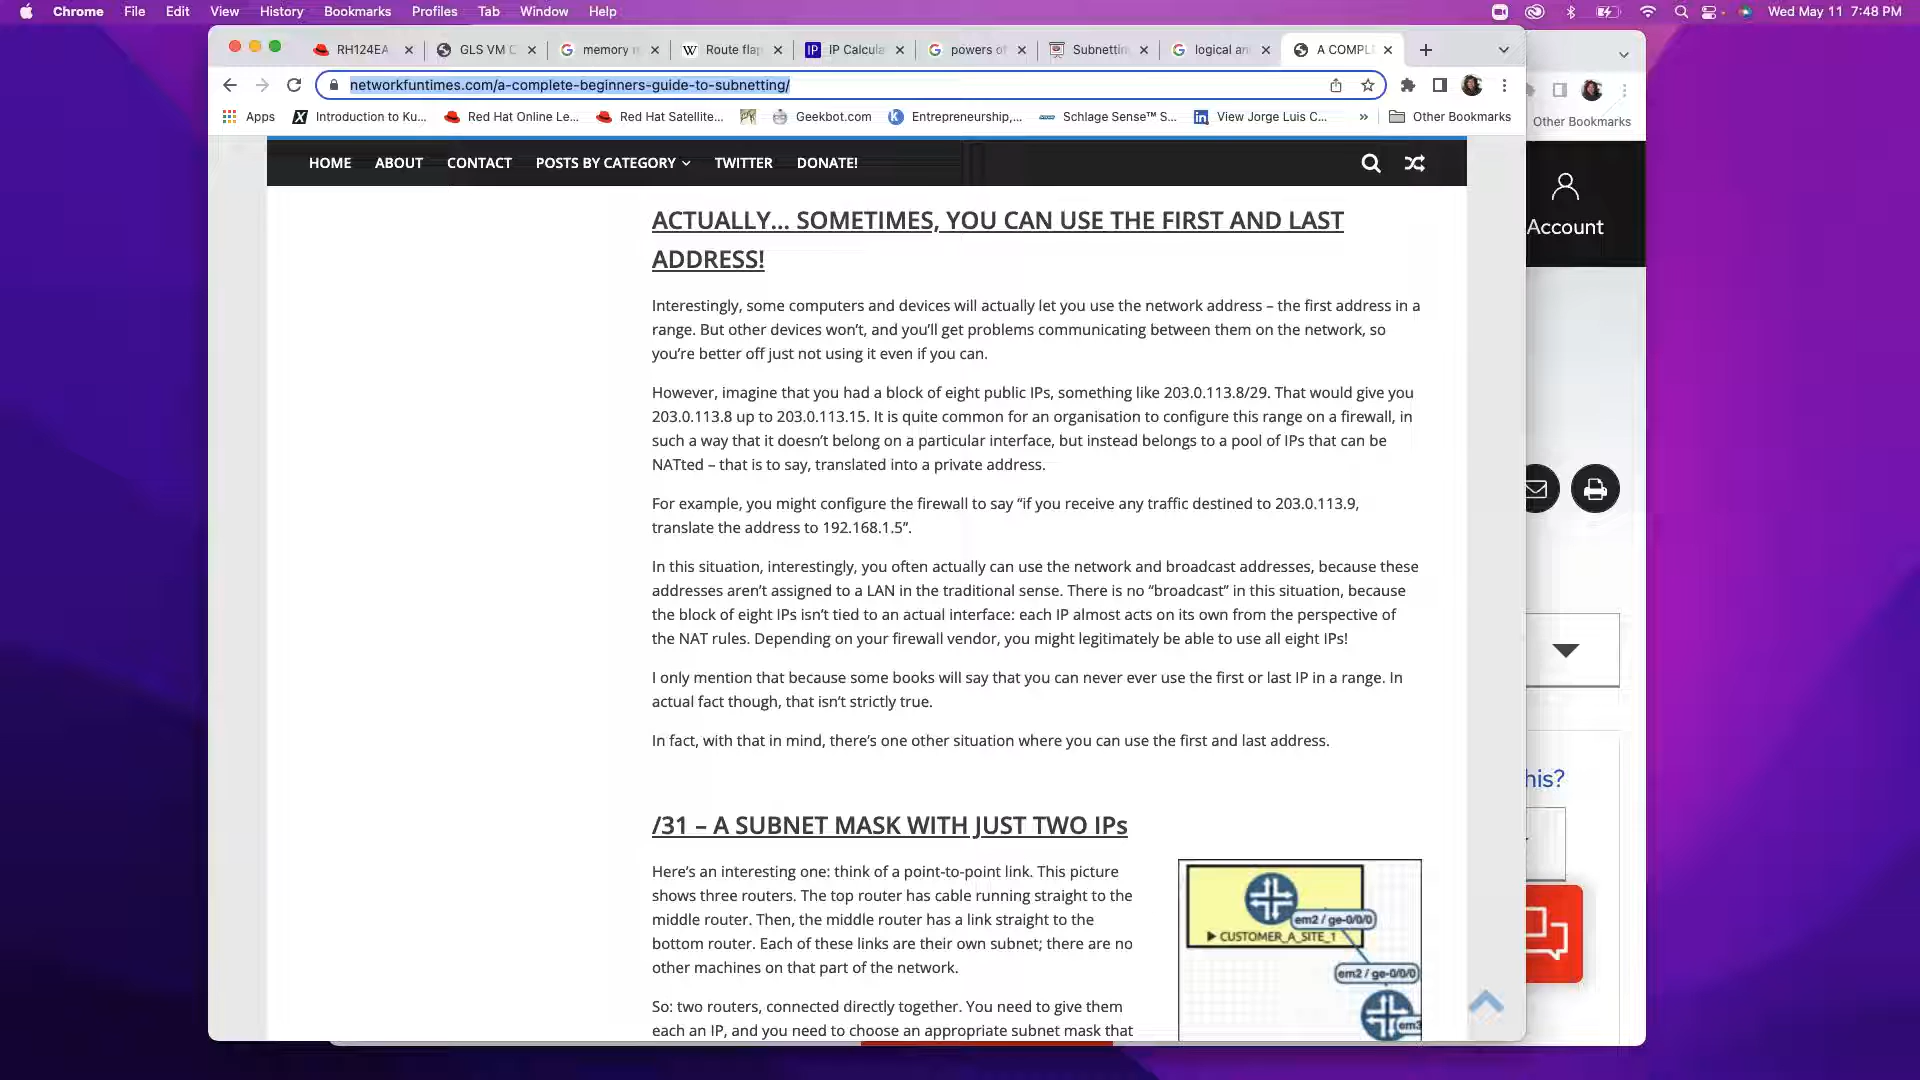 Chrome File Edit View History Bookmarks Profiles Tab Window Help
Wed May 11 7:48 PM
RH124EA
GLS VM C
memory
Route flap
IP
IP Calcula
powers of
Subnettin
logical an
A COMPLE
networkfuntimes.com/a-complete-beginners-guide-to-subnetting/
Apps
Introduction to Ku...
Red Hat Online Le...
Red Hat Satellite...
Geekbot.com
Entrepreneurship,...
Schlage Sense™ S...
View Jorge Luis C...
»
Other Bookmarks
Other Bookmarks
HOME ABOUT CONTACT POSTS BY CATEGORY TWITTER DONATE!
Account
ACTUALLY… SOMETIMES, YOU CAN USE THE FIRST AND LAST
ADDRESS!
Interestingly, some computers and devices will actually let you use the network address – the first address in a
range. But other devices won’t, and you’ll get problems communicating between them on the network, so
you’re better off just not using it even if you can.
However, imagine that you had a block of eight public IPs, something like 203.0.113.8/29. That would give you
203.0.113.8 up to 203.0.113.15. It is quite common for an organisation to configure this range on a firewall, in
such a way that it doesn’t belong on a particular interface, but instead belongs to a pool of IPs that can be
NATted – that is to say, translated into a private address.
For example, you might configure the firewall to say “if you receive any traffic destined to 203.0.113.9,
translate the address to 192.168.1.5”.
In this situation, interestingly, you often actually can use the network and broadcast addresses, because these
addresses aren’t assigned to a LAN in the traditional sense. There is no “broadcast” in this situation, because
the block of eight IPs isn’t tied to an actual interface: each IP almost acts on its own from the perspective of
the NAT rules. Depending on your firewall vendor, you might legitimately be able to use all eight IPs!
I only mention that because some books will say that you can never ever use the first or last IP in a range. In
actual fact though, that isn’t strictly true.
In fact, with that in mind, there’s one other situation where you can use the first and last address.
his?
/31 – A SUBNET MASK WITH JUST TWO IPs
Here’s an interesting one: think of a point-to-point link. This picture
shows three routers. The top router has cable running straight to the
middle router. Then, the middle router has a link straight to the
bottom router. Each of these links are their own subnet; there are no
other machines on that part of the network.
So: two routers, connected directly together. You need to give them
each an IP, and you need to choose an appropriate subnet mask that
em2 / ge-0/0/0
CUSTOMER_A_SITE_1
em2 / ge-0/0/0
em3